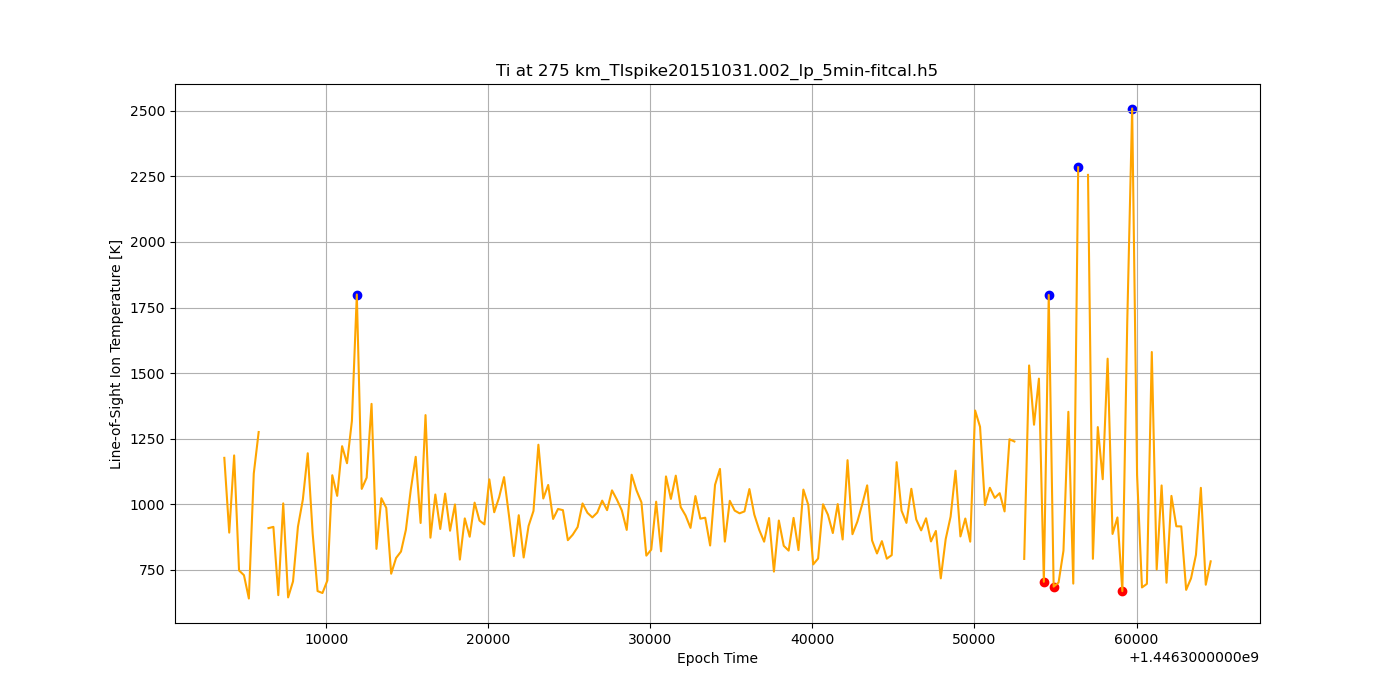 Ti at 275 km_TIspike20151031.002_lp_5min-fitcal.h5
Line-of-Sight Ion Temperature [K]
2500
2250
2000
1750
1500
1250
1000
750
10000 20000 30000 40000 50000 60000
Epoch Time
+1.4463000000e9